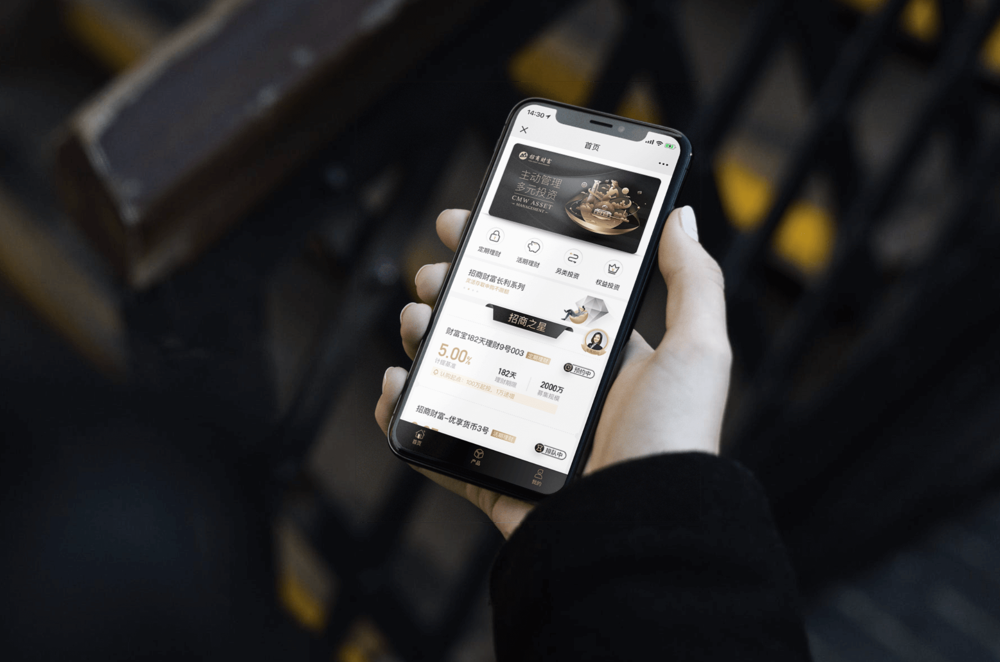 14:30
首页
招商财富
CMW ASSET MANAGEMENT
主动管理
多元投资
CMW ASSET
MANAGEMENT
定期理财
活期理财
另类投资
权益投资
招商财富长利系列
灵活存取申购不限额
招商之星
财富宝182天理财9号003 定期理财
预约中
5.00%
计提基准
182天
理财期限
2000万
募集规模
认购起点：100万起投，1万递增
招商财富-优享货币3号 活期理财
排队中
首页
产品
我的